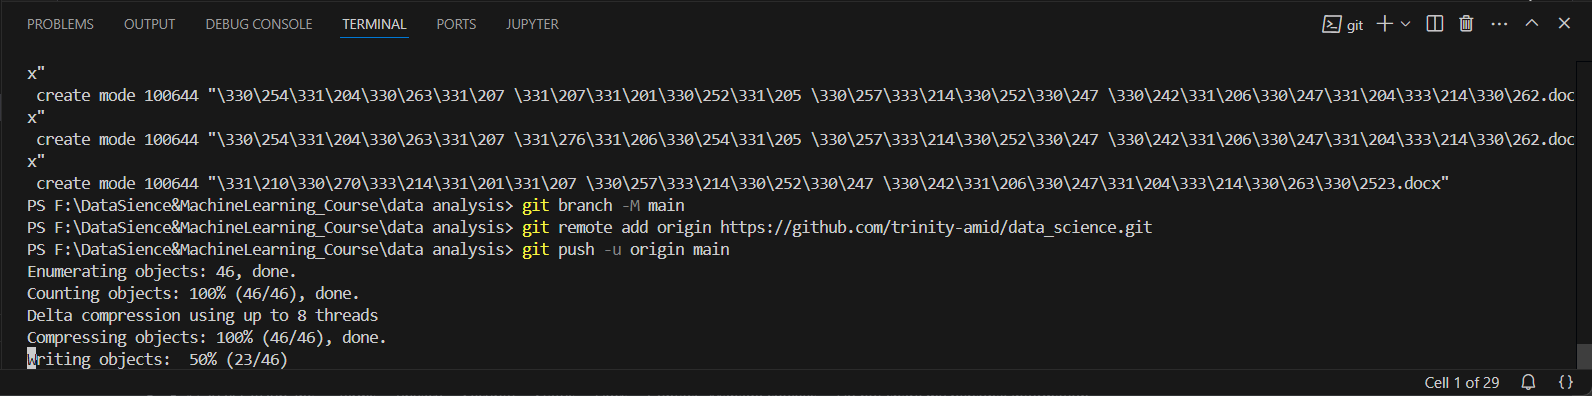 PROBLEMS OUTPUT DEBUG CONSOLE TERMINAL PORTS JUPYTER git
x"
create mode 100644 "\330\254\331\204\330\263\331\207 \331\207\331\201\330\252\331\205 \330\257\333\214\330\252\330\247 \330\242\331\206\330\247\331\204\333\214\330\262.doc
x"
create mode 100644 "\330\254\331\204\330\263\331\207 \331\276\331\206\330\254\331\205 \330\257\333\214\330\252\330\247 \330\242\331\206\330\247\331\204\333\214\330\262.doc
x"
create mode 100644 "\331\210\330\270\333\214\331\201\331\207 \330\257\333\214\330\252\330\247 \330\242\331\206\330\247\331\204\333\214\330\263\330\2523.docx"
PS F:\DataSience&MachineLearning_Course\data analysis> git branch -M main
PS F:\DataSience&MachineLearning_Course\data analysis> git remote add origin https://github.com/trinity-amid/data_science.git
PS F:\DataSience&MachineLearning_Course\data analysis> git push -u origin main
Enumerating objects: 46, done.
Counting objects: 100% (46/46), done.
Delta compression using up to 8 threads
Compressing objects: 100% (46/46), done.
Writing objects: 50% (23/46)
Cell 1 of 29